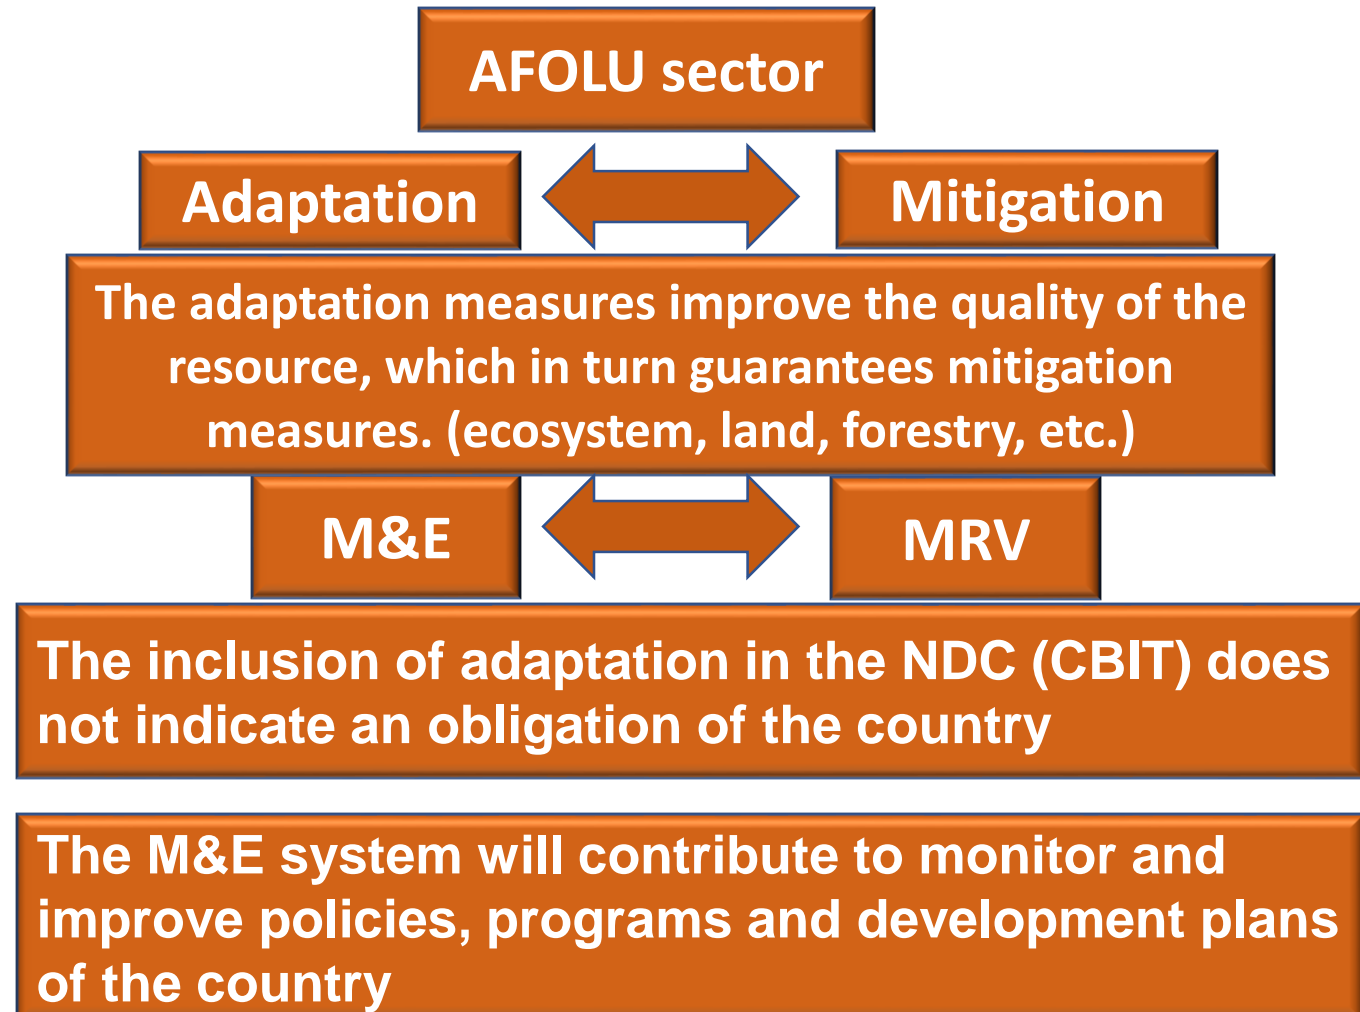 AFOLU sector
Adaptation
Mitigation
The adaptation measures improve the quality of the
resource, which in turn guarantees mitigation
measures. (ecosystem, land, forestry, etc.)
M&E
MRV
The inclusion of adaptation in the NDC (CBIT) does
not indicate an obligation of the country
The M&E system will contribute to monitor and
improve policies, programs and development plans
of the country